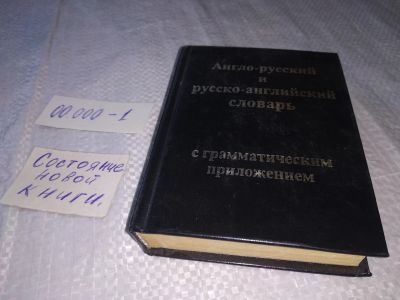 Англо-русский
и
русско-английский
словарь
с грамматическим
приложением
00 000-1
Состояние
новой
книги.